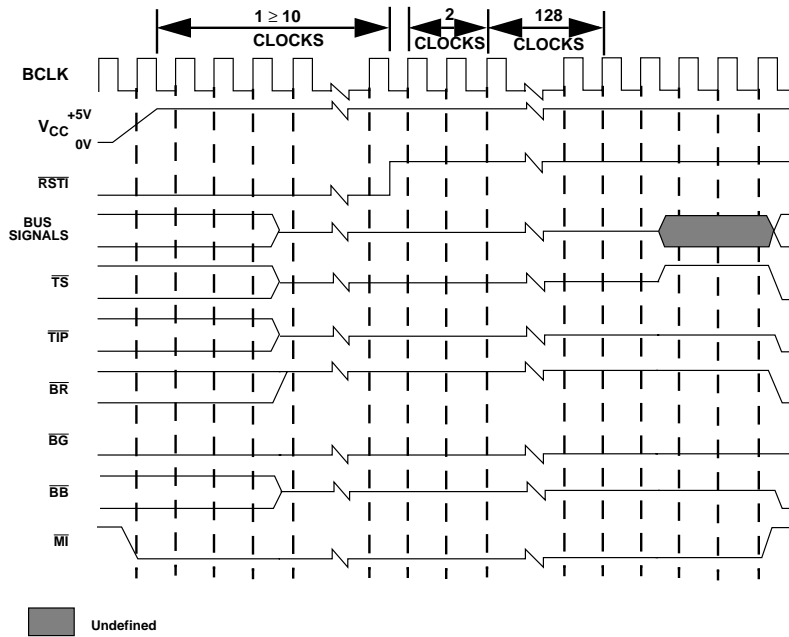 1 ≥ 10
CLOCKS
2
CLOCKS
128
CLOCKS
BCLK
VCC
+5V
0V
RSTI
BUS
SIGNALS
TS
TIP
BR
BG
BB
MI
Undefined